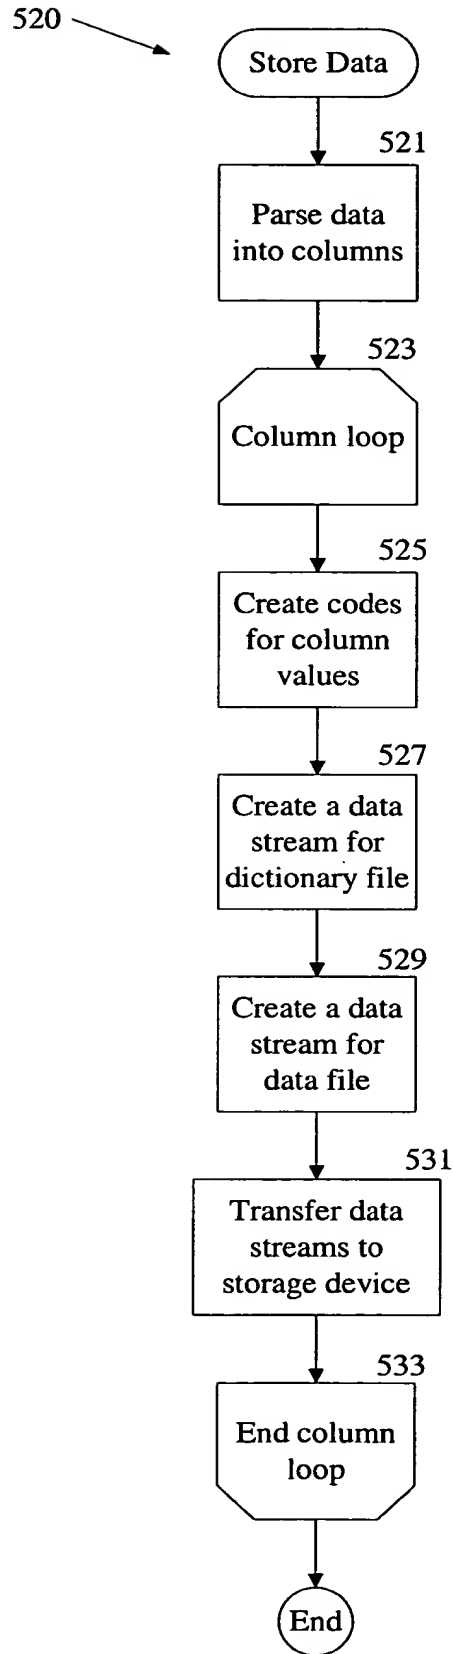 520
Store Data
521
Parse data
into columns
523
Column loop
525
Create codes
for column
values
527
Create a data
stream for
dictionary file
529
Create a data
stream for
data file
531
Transfer data
streams to
storage device
533
End column
loop
End